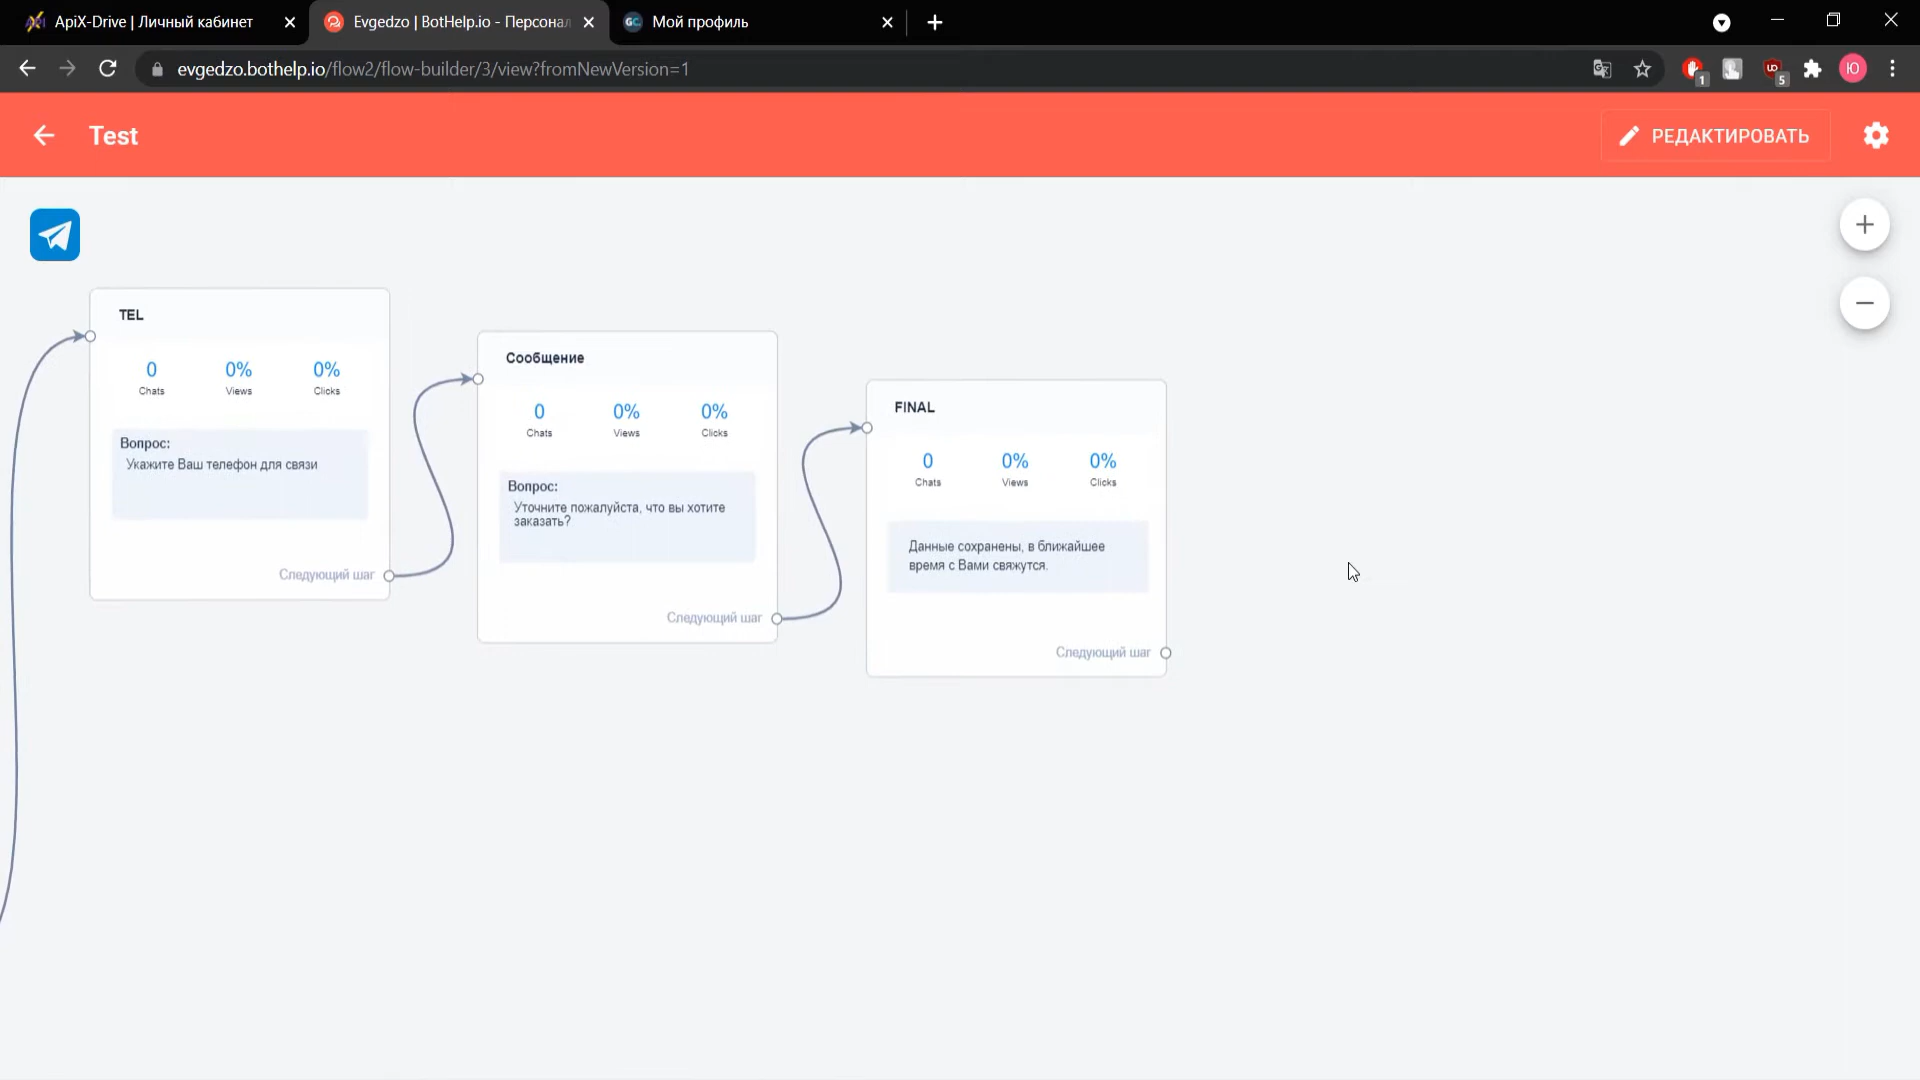 ApiX-Drive | Личный кабинет
Evgedzo | BotHelp.io - Персонал
GC
Мой профиль
evgedzo.bothelp.io/flow2/flow-builder/3/view?fromNewVersion=1
1
5
Ю
Test
РЕДАКТИРОВАТЬ
TEL
0
0%
0%
Chats
Views
Clicks
Вопрос:
Укажите Ваш телефон для связи
Следующий шаг
Сообщение
0
0%
0%
Chats
Views
Clicks
Вопрос:
Уточните пожалуйста, что вы хотите
заказать?
Следующий шаг
FINAL
0
0%
0%
Chats
Views
Clicks
Данные сохранены, в ближайшее
время с Вами свяжутся.
Следующий шаг